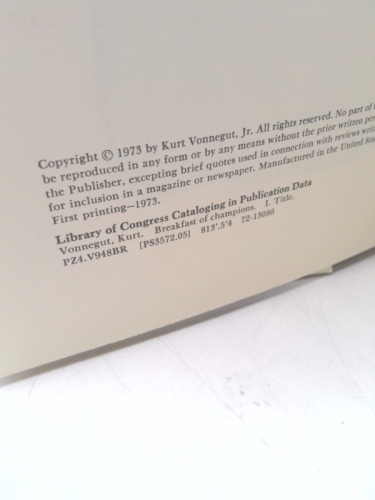 Copyright © 1973 by Kurt Vonnegut, Jr. All rights reserved. No part of
be reproduced in any form or by any means without the prior written
the Publisher, excepting brief quotes used in connection with reviews
for inclusion in a magazine or newspaper. Manufactured in the United
First printing—1973.
Library of Congress Cataloging in Publication Data
Vonnegut, Kurt. Breakfast of champions. I. Title.
PZ4.V948BR [PS3572.05] 813'.5'4 72-13086